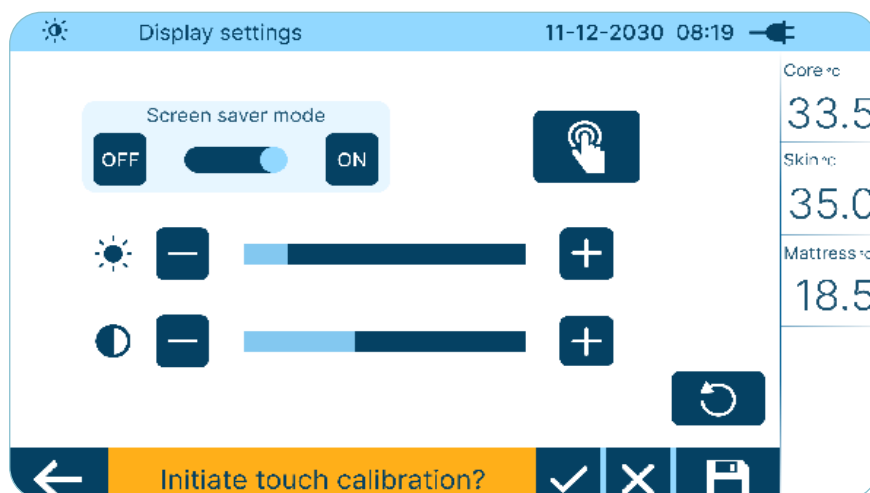 Display settings
11-12-2030 08:19
Screen saver mode
OFF
ON
Core °C
33.5
Skin °C
35.0
Mattress °C
18.5
Initiate touch calibration?